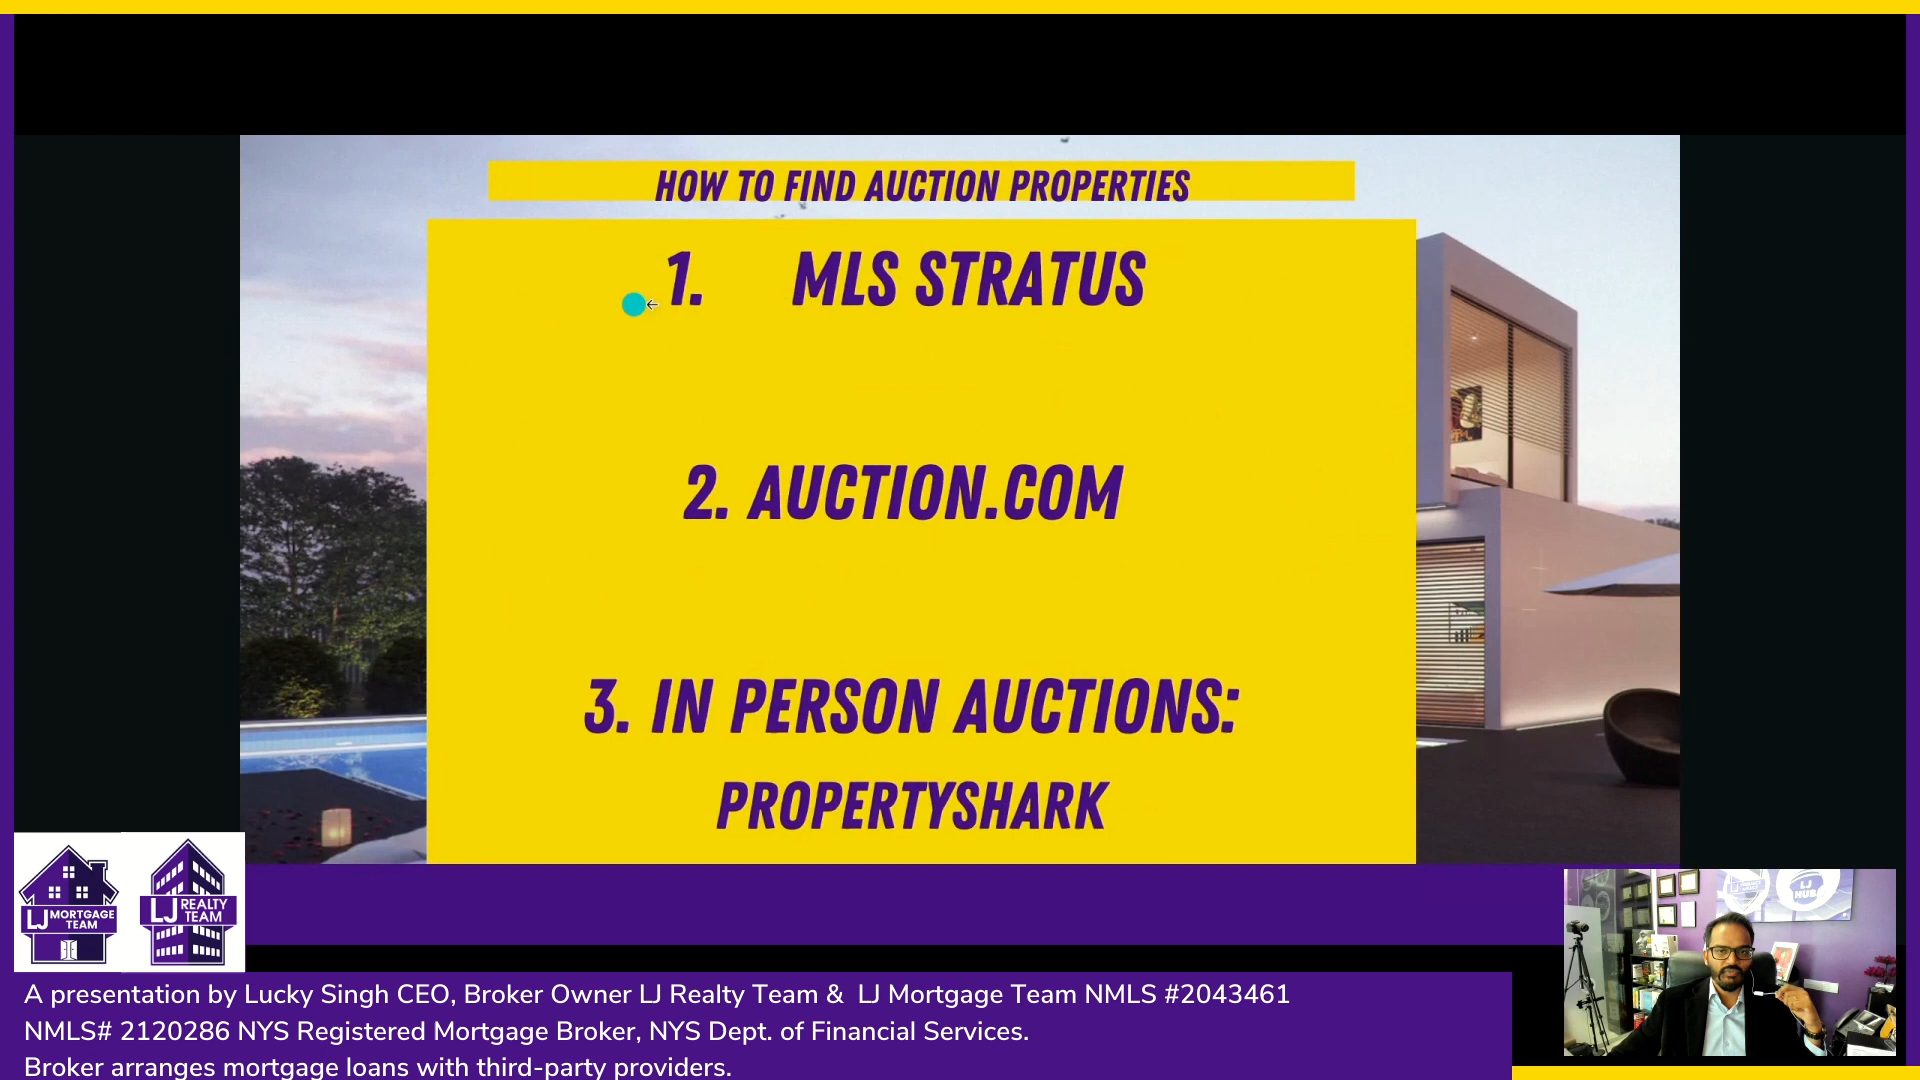 HOW TO FIND AUCTION PROPERTIES
1. MLS STRATUS
2. AUCTION.COM
3. IN PERSON AUCTIONS:
PROPERTYSHARK
LJ MORTGAGE TEAM
LJ REALTY TEAM
LJ HUB
A presentation by Lucky Singh CEO, Broker Owner LJ Realty Team & LJ Mortgage Team NMLS #2043461
NMLS# 2120286 NYS Registered Mortgage Broker, NYS Dept. of Financial Services.
Broker arranges mortgage loans with third-party providers.